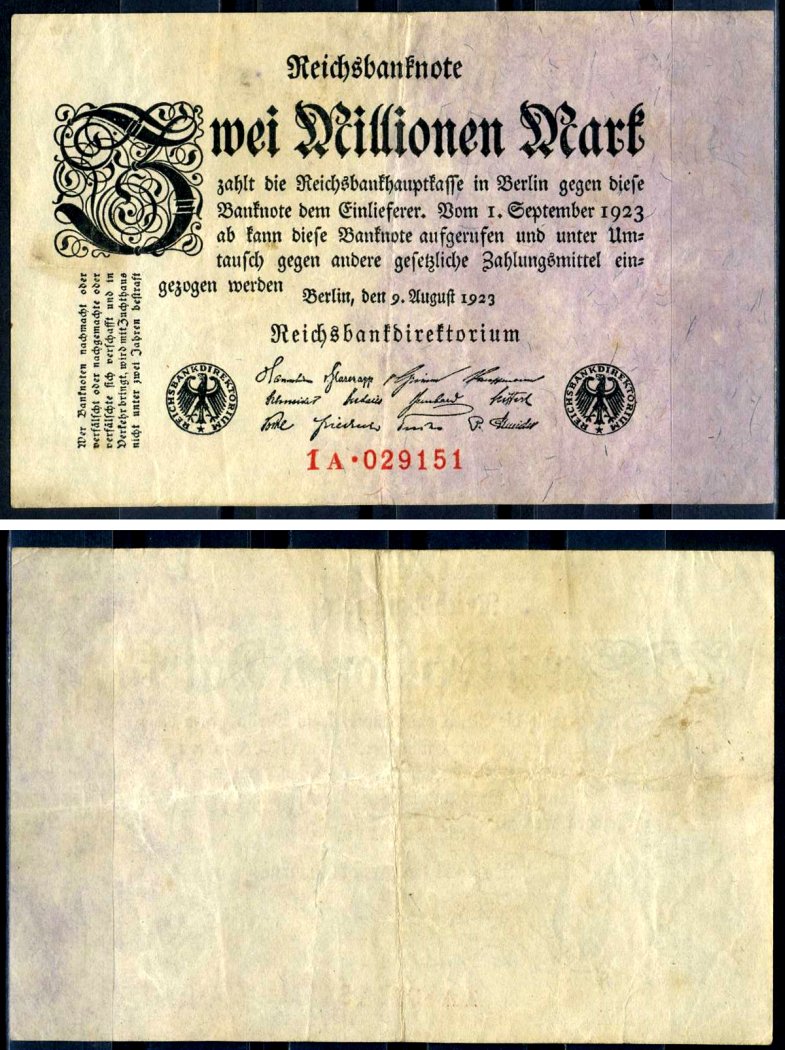 Reichsbanknote
Zwei Millionen Mark
zahlt die Reichsbankhauptkasse in Berlin gegen diese
Banknote dem Einlieferer. Vom 1. September 1923
ab kann diese Banknote aufgerufen und unter Um=
tausch gegen andere gesetzliche Zahlungsmittel ein=
gezogen werden
Berlin, den 9. August 1923
Reichsbankdirektorium
Wer Banknoten nachmacht oder
verfälscht oder nachgemachte oder
verfälschte sich verschafft und in
Verkehr bringt, wird mit Zuchthaus
nicht unter zwei Jahren bestraft
REICHSBANKDIREKTORIUM
REICHSBANKDIREKTORIUM
1A·029151